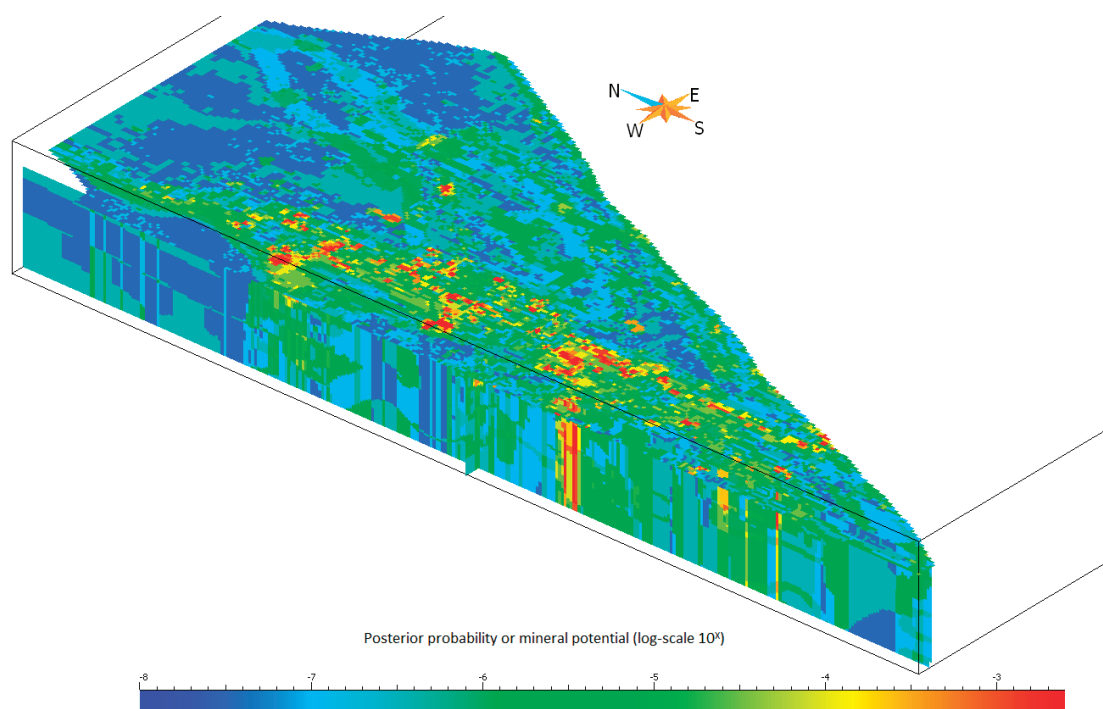 N
E
W
S
Posterior probability or mineral potential (log-scale 10ˣ)
-8 -7 -6 -5 -4 -3